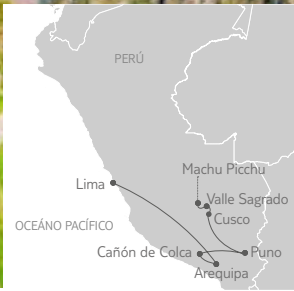 PERÚ
Machu Picchu
Lima
Valle Sagrado
Cusco
OCEÁNO PACÍFICO
Cañón de Colca
Puno
Arequipa